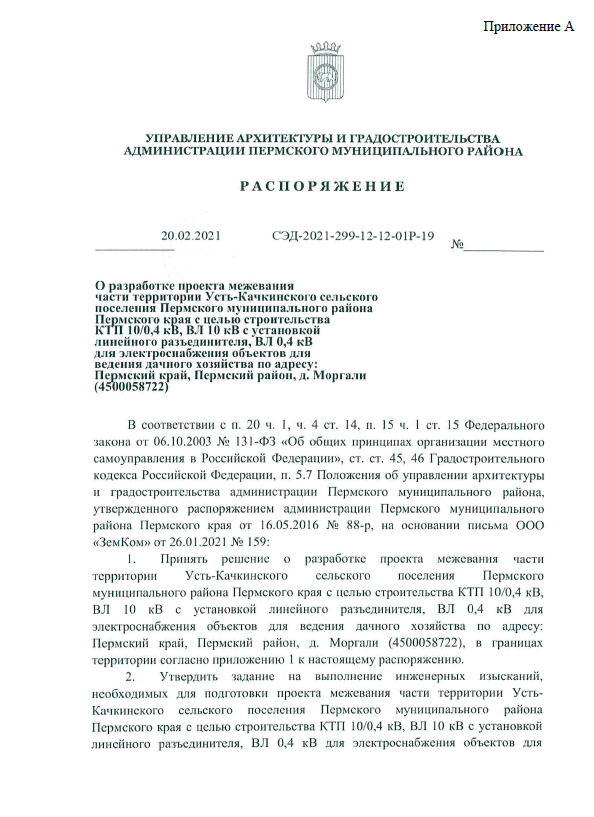 Приложение А
УПРАВЛЕНИЕ АРХИТЕКТУРЫ И ГРАДОСТРОИТЕЛЬСТВА
АДМИНИСТРАЦИИ ПЕРМСКОГО МУНИЦИПАЛЬНОГО РАЙОНА
Р А С П О Р Я Ж Е Н И Е
20.02.2021 СЭД-2021-299-12-12-01Р-19
№
О разработке проекта межевания
части территории Усть-Качкинского сельского
поселения Пермского муниципального района
Пермского края с целью строительства
КТП 10/0,4 кВ, ВЛ 10 кВ с установкой
линейного разъединителя, ВЛ 0,4 кВ
для электроснабжения объектов для
ведения дачного хозяйства по адресу:
Пермский край, Пермский район, д. Моргали
(4500058722)
В соответствии с п. 20 ч. 1, ч. 4 ст. 14, п. 15 ч. 1 ст. 15 Федерального
закона от 06.10.2003 № 131-ФЗ «Об общих принципах организации местного
самоуправления в Российской Федерации», ст. ст. 45, 46 Градостроительного
кодекса Российской Федерации, п. 5.7 Положения об управлении архитектуры
и градостроительства администрации Пермского муниципального района,
утвержденного распоряжением администрации Пермского муниципального
района Пермского края от 16.05.2016 № 88-р, на основании письма ООО
«ЗемКом» от 26.01.2021 № 159:
1. Принять решение о разработке проекта межевания части
территории Усть-Качкинского сельского поселения Пермского
муниципального района Пермского края с целью строительства КТП 10/0,4 кВ,
ВЛ 10 кВ с установкой линейного разъединителя, ВЛ 0,4 кВ для
электроснабжения объектов для ведения дачного хозяйства по адресу:
Пермский край, Пермский район, д. Моргали (4500058722), в границах
территории согласно приложению 1 к настоящему распоряжению.
2. Утвердить задание на выполнение инженерных изысканий,
необходимых для подготовки проекта межевания части территории Усть-
Качкинского сельского поселения Пермского муниципального района
Пермского края с целью строительства КТП 10/0,4 кВ, ВЛ 10 кВ с установкой
линейного разъединителя, ВЛ 0,4 кВ для электроснабжения объектов для